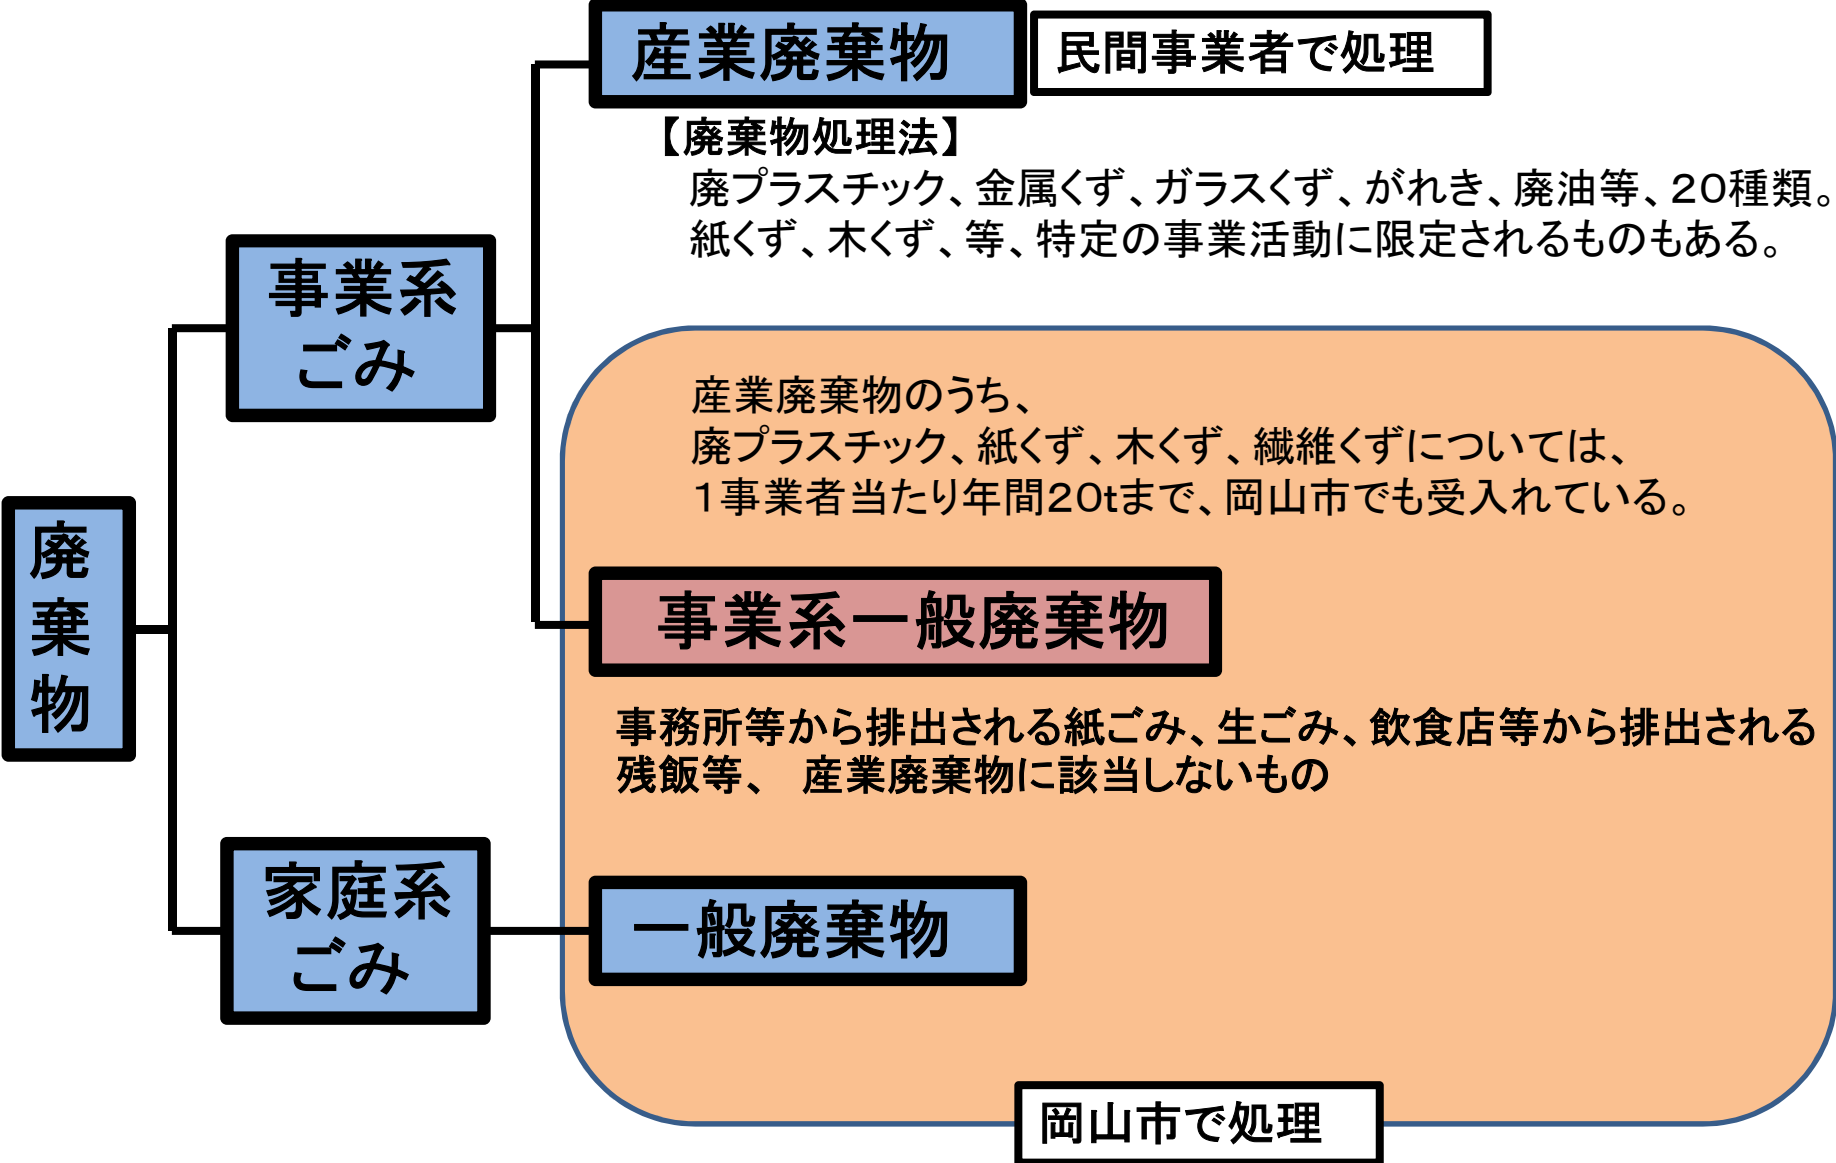 産業廃棄物
民間事業者で処理
【廃棄物処理法】
廃プラスチック、金属くず、ガラスくず、がれき、廃油等、20種類。
紙くず、木くず、等、特定の事業活動に限定されるものもある。
事業系
ごみ
産業廃棄物のうち、
廃プラスチック、紙くず、木くず、繊維くずについては、
1事業者当たり年間20tまで、岡山市でも受入れている。
廃
棄
物
事業系一般廃棄物
事務所等から排出される紙ごみ、生ごみ、飲食店等から排出される
残飯等、 産業廃棄物に該当しないもの
家庭系
ごみ
一般廃棄物
岡山市で処理